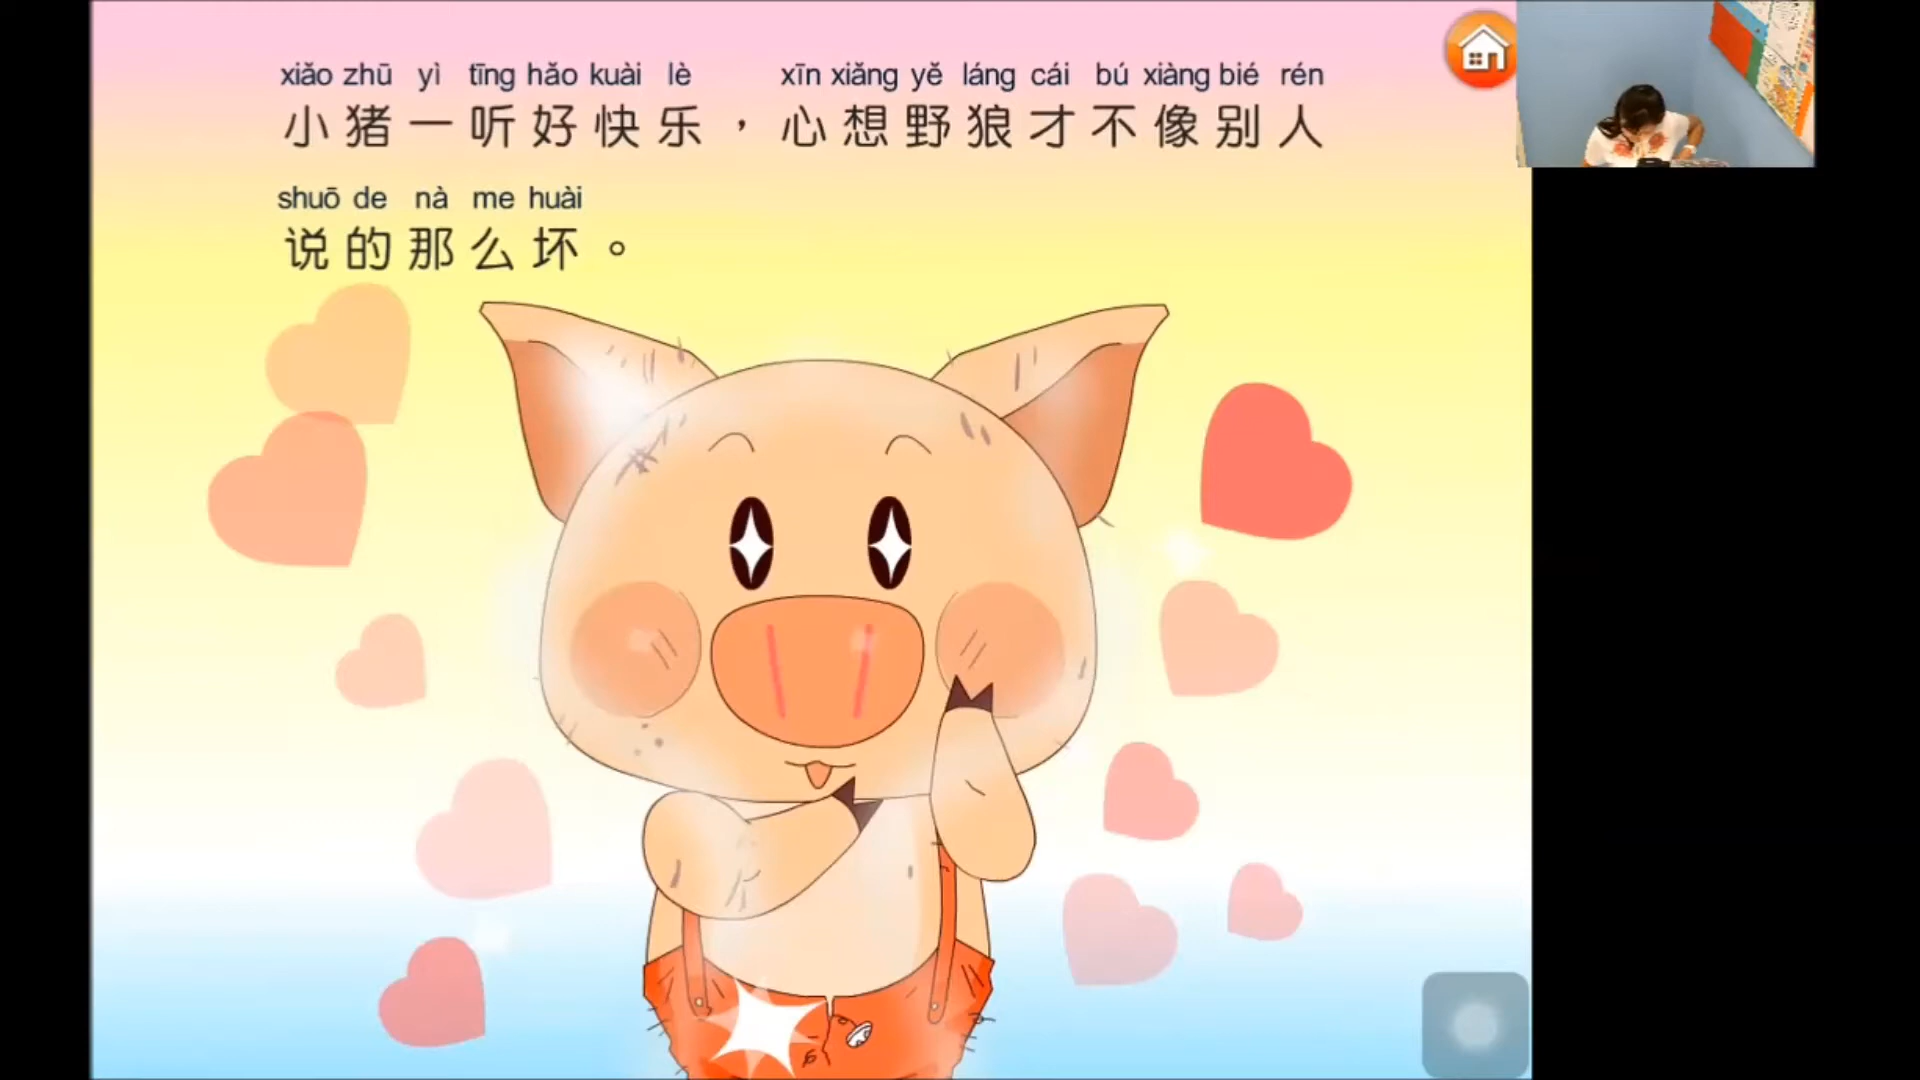 xiǎo zhū yì tīng hǎo kuài lè xīn xiǎng yě láng cái bú xiàng bié rén
小猪一听好快乐，心想野狼才不像别人
shuō de nà me huài
说的那么坏。